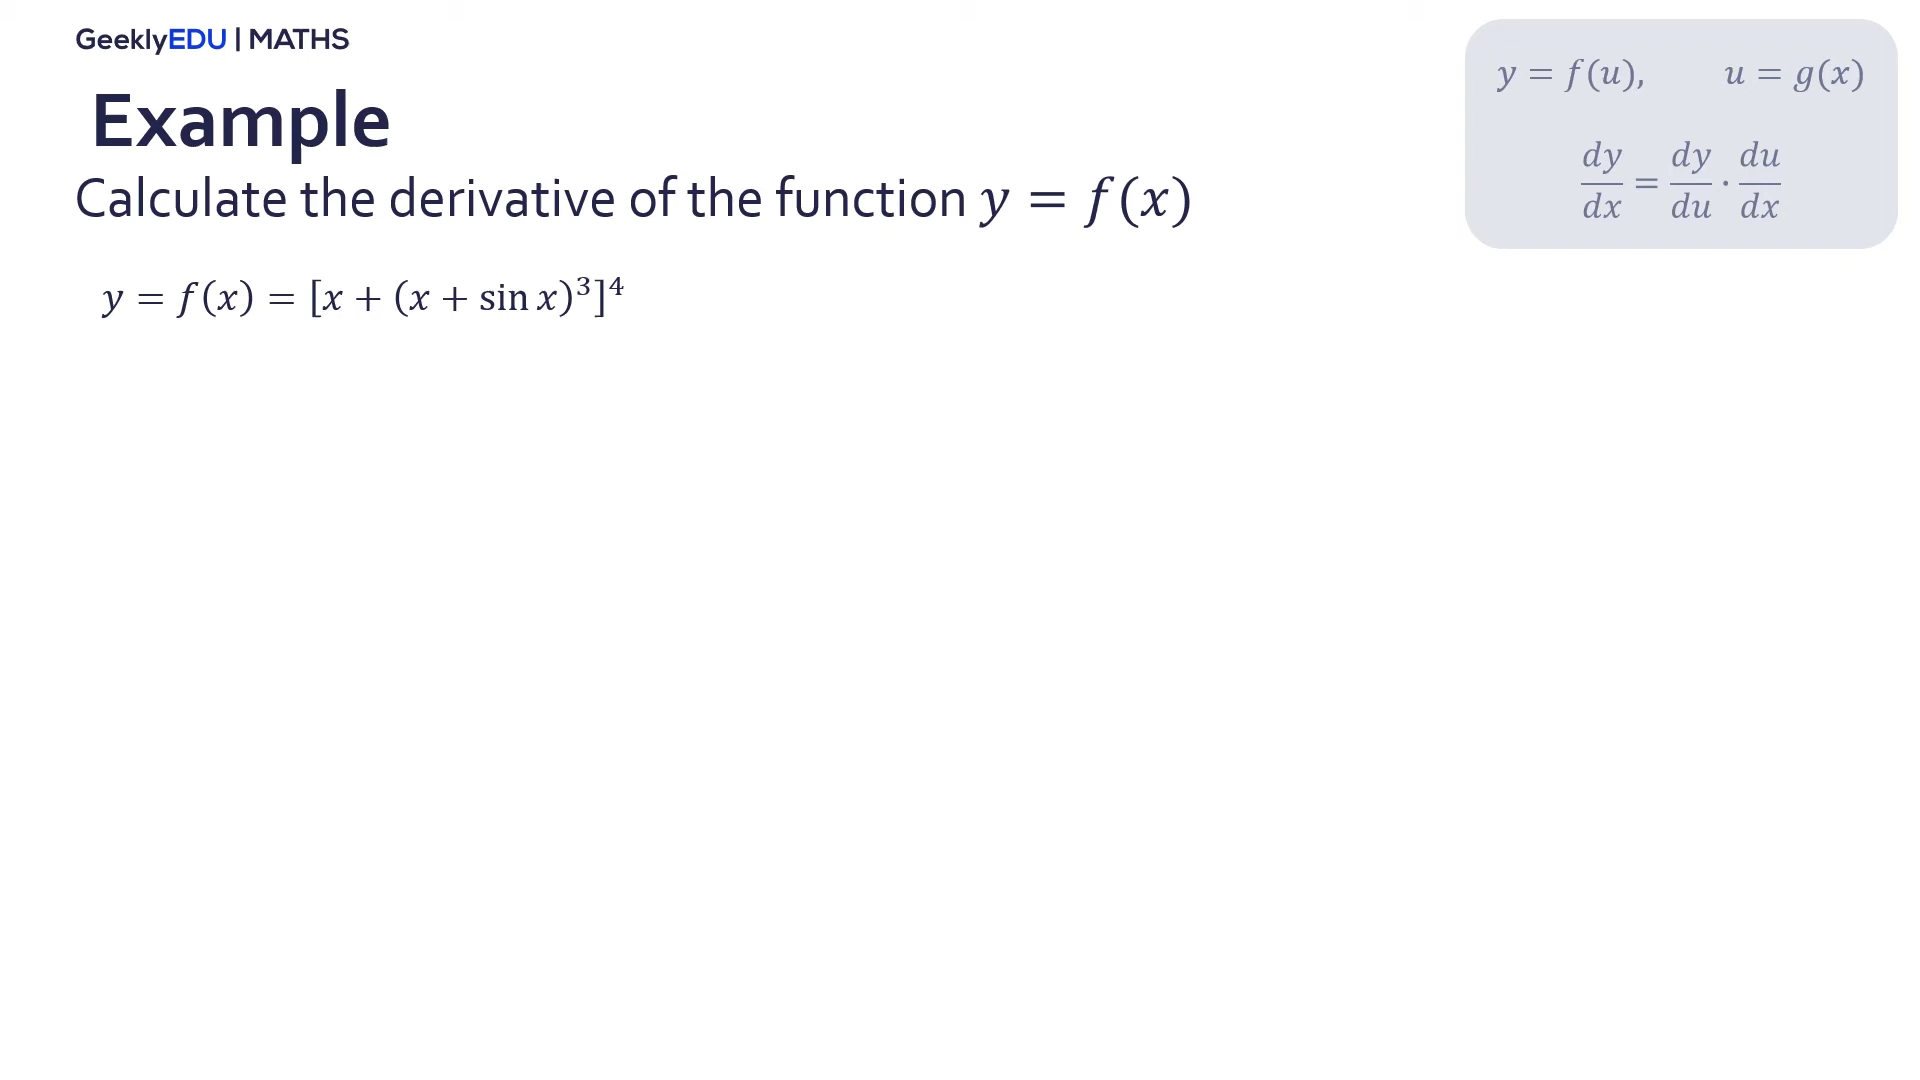 GeeklyEDU | MATHS
Example
Calculate the derivative of the function y = f(x)
y = f(x) = [x + (x + sin x)³]⁴
y = f(u), u = g(x)
dy/dx = dy/du · du/dx